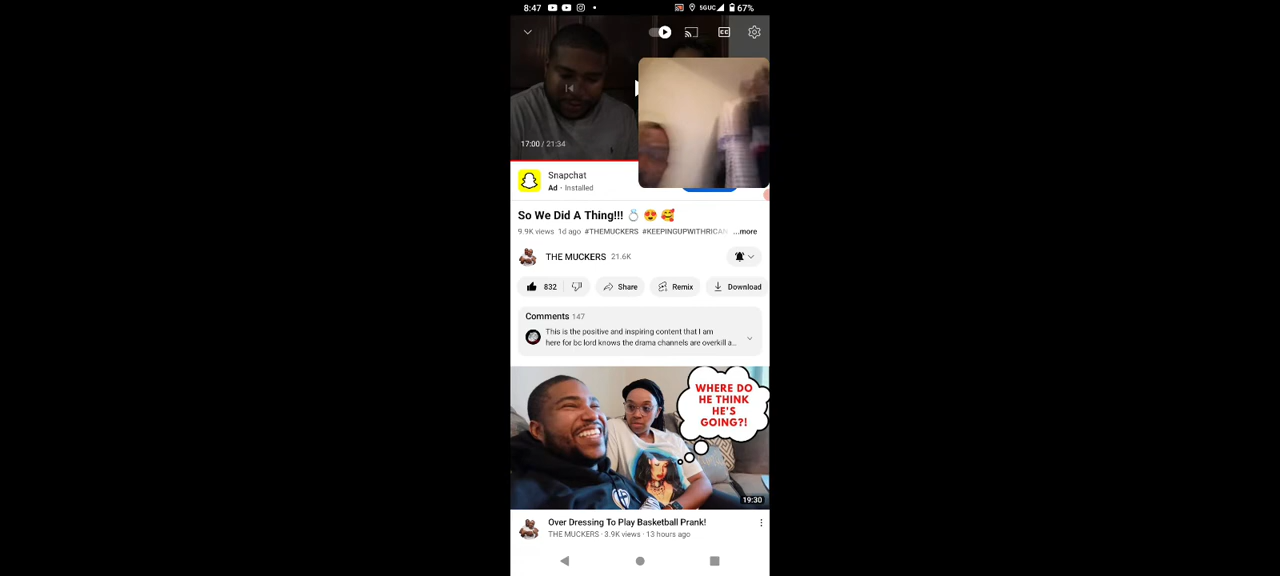 8:47
5GUC 67%
CC
17:00 / 21:34
Snapchat
Ad · Installed
So We Did A Thing!!! 💍 😍 🥰
9.9K views 1d ago #THEMUCKERS #KEEPINGUPWITHRICAN ...more
THE MUCKERS 21.6K
832 Share Remix Download
Comments 147
This is the positive and inspiring content that I am
here for bc lord knows the drama channels are overkill a...
WHERE DO
HE THINK
HE'S
GOING?!
19:30
Over Dressing To Play Basketball Prank!
THE MUCKERS · 3.9K views · 13 hours ago